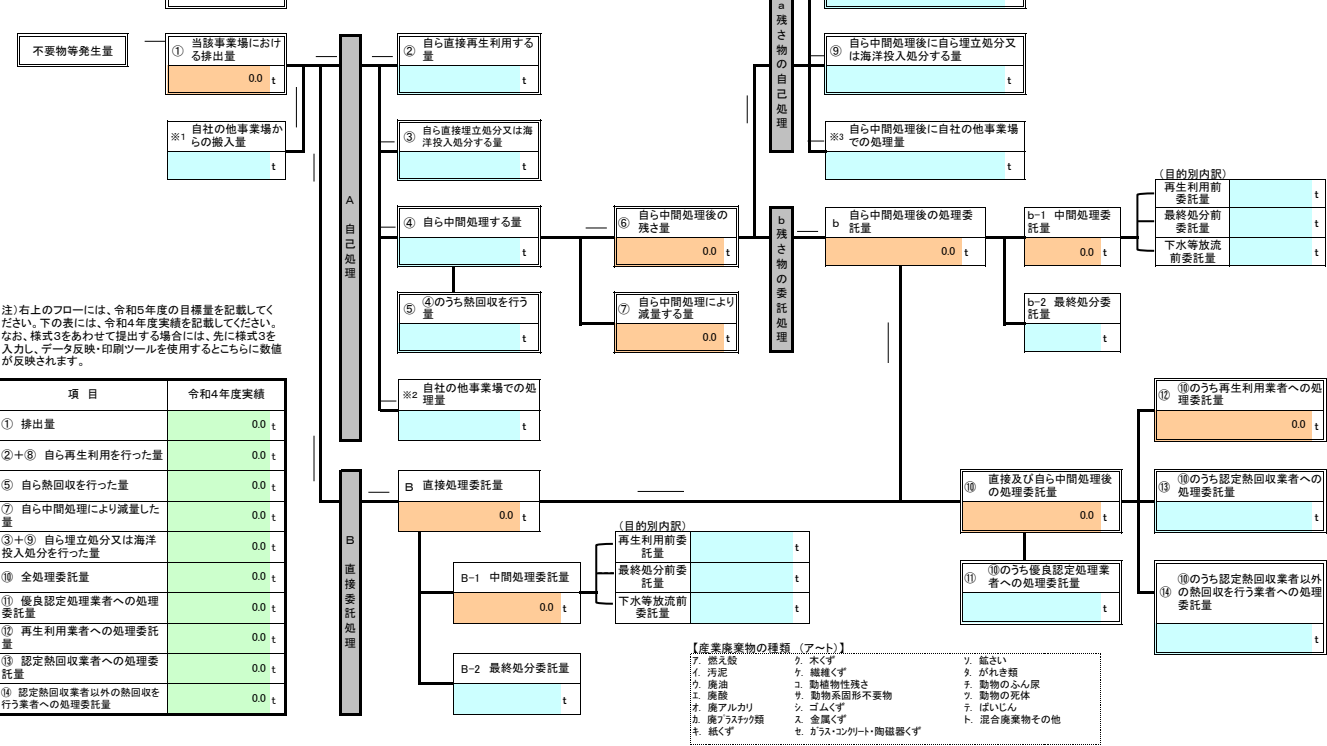 不要物等発生量
① 当該事業場におけ
る排出量
0.0 t
※1 自社の他事業場か
らの搬入量
t
A 自己処理
② 自ら直接再生利用する
量
t
③ 自ら直接埋立処分又は海
洋投入処分する量
t
④ 自ら中間処理する量
t
⑤ ④のうち熱回収を行う
量
t
※2 自社の他事業場での処
理量
t
⑥ 自ら中間処理後の
残さ量
0.0 t
⑦ 自ら中間処理により
減量する量
0.0 t
a 残さ物の自己処理
⑨ 自ら中間処理後に自ら埋立処分又
は海洋投入処分する量
t
※3 自ら中間処理後に自社の他事業場
での処理量
t
b 残さ物の委託処理
b 自ら中間処理後の処理委
託量
0.0 t
b-1 中間処理委
託量
0.0 t
b-2 最終処分委
託量
t
(目的別内訳)
再生利用前
委託量
t
最終処分前
委託量
t
下水等放流
前委託量
t
注)右上のフローには、令和5年度の目標量を記載してく
ださい。下の表には、令和4年度実績を記載してください。
なお、様式3をあわせて提出する場合には、先に様式3を
入力し、データ反映・印刷ツールを使用するとこちらに数値
が反映されます。
項 目 令和4年度実績
① 排出量 0.0 t
②+⑧ 自ら再生利用を行った量 0.0 t
⑤ 自ら熱回収を行った量 0.0 t
⑦ 自ら中間処理により減量した
量 0.0 t
③+⑨ 自ら埋立処分又は海洋
投入処分を行った量 0.0 t
⑩ 全処理委託量 0.0 t
⑪ 優良認定処理業者への処理
委託量 0.0 t
⑫ 再生利用業者への処理委託
量 0.0 t
⑬ 認定熱回収業者への処理委
託量 0.0 t
⑭ 認定熱回収業者以外の熱回収を
行う業者への処理委託量 0.0 t
B 直接委託処理
B 直接処理委託量
0.0 t
B-1 中間処理委託量
0.0 t
B-2 最終処分委託量
t
(目的別内訳)
再生利用前委
託量
t
最終処分前委
託量
t
下水等放流前
委託量
t
⑩ 直接及び自ら中間処理後
の処理委託量
0.0 t
⑪ ⑩のうち優良認定処理業
者への処理委託量
t
⑫ ⑩のうち再生利用業者への処
理委託量
0.0 t
⑬ ⑩のうち認定熱回収業者への
処理委託量
t
⑭ ⑩のうち認定熱回収業者以外
の熱回収を行う業者への処理
委託量
t
【産業廃棄物の種類 (ア~ト)】
ア. 燃え殻
イ. 汚泥
ウ. 廃油
エ. 廃酸
オ. 廃アルカリ
カ. 廃プラスチック類
キ. 紙くず
ク. 木くず
ケ. 繊維くず
コ. 動植物性残さ
サ. 動物系固形不要物
シ. ゴムくず
ス. 金属くず
セ. ガラス・コンクリート・陶磁器くず
ソ. 鉱さい
タ. がれき類
チ. 動物のふん尿
ツ. 動物の死体
テ. ばいじん
ト. 混合廃棄物その他